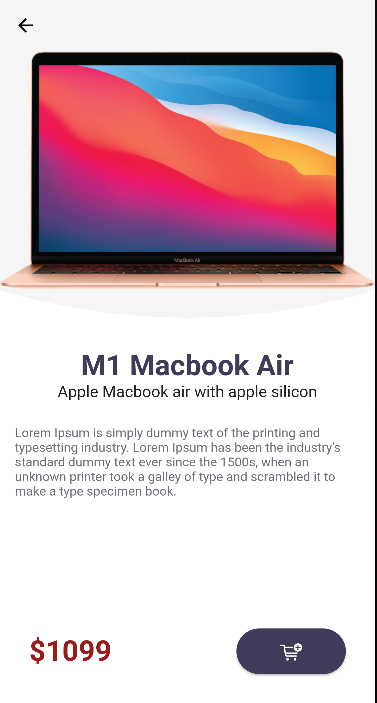 MacBook Air
M1 Macbook Air
Apple Macbook air with apple silicon
Lorem Ipsum is simply dummy text of the printing and
typesetting industry. Lorem Ipsum has been the industry's
standard dummy text ever since the 1500s, when an
unknown printer took a galley of type and scrambled it to
make a type specimen book.
$1099